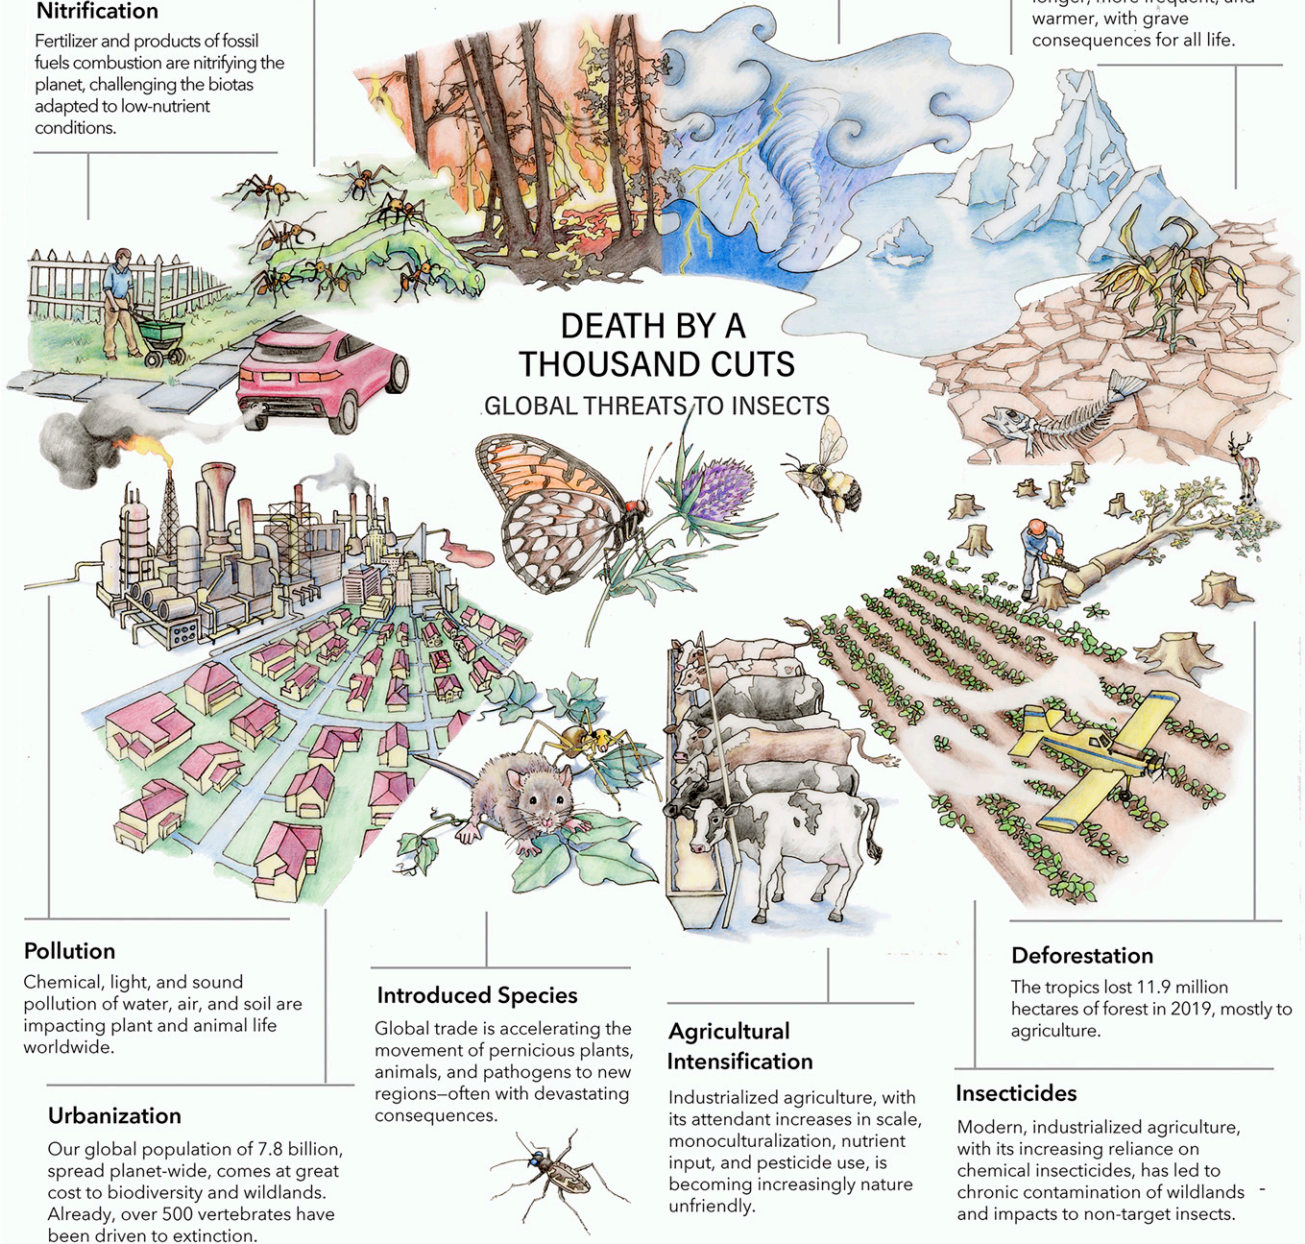 Nitrification
Fertilizer and products of fossil
fuels combustion are nitrifying the
planet, challenging the biotas
adapted to low-nutrient
conditions.
longer, more frequent, and
warmer, with grave
consequences for all life.
DEATH BY A
THOUSAND CUTS
GLOBAL THREATS TO INSECTS
Pollution
Chemical, light, and sound
pollution of water, air, and soil are
impacting plant and animal life
worldwide.
Urbanization
Our global population of 7.8 billion,
spread planet-wide, comes at great
cost to biodiversity and wildlands.
Already, over 500 vertebrates have
been driven to extinction.
Introduced Species
Global trade is accelerating the
movement of pernicious plants,
animals, and pathogens to new
regions—often with devastating
consequences.
Agricultural
Intensification
Industrialized agriculture, with
its attendant increases in scale,
monoculturalization, nutrient
input, and pesticide use, is
becoming increasingly nature
unfriendly.
Deforestation
The tropics lost 11.9 million
hectares of forest in 2019, mostly to
agriculture.
Insecticides
Modern, industrialized agriculture,
with its increasing reliance on
chemical insecticides, has led to
chronic contamination of wildlands
and impacts to non-target insects.